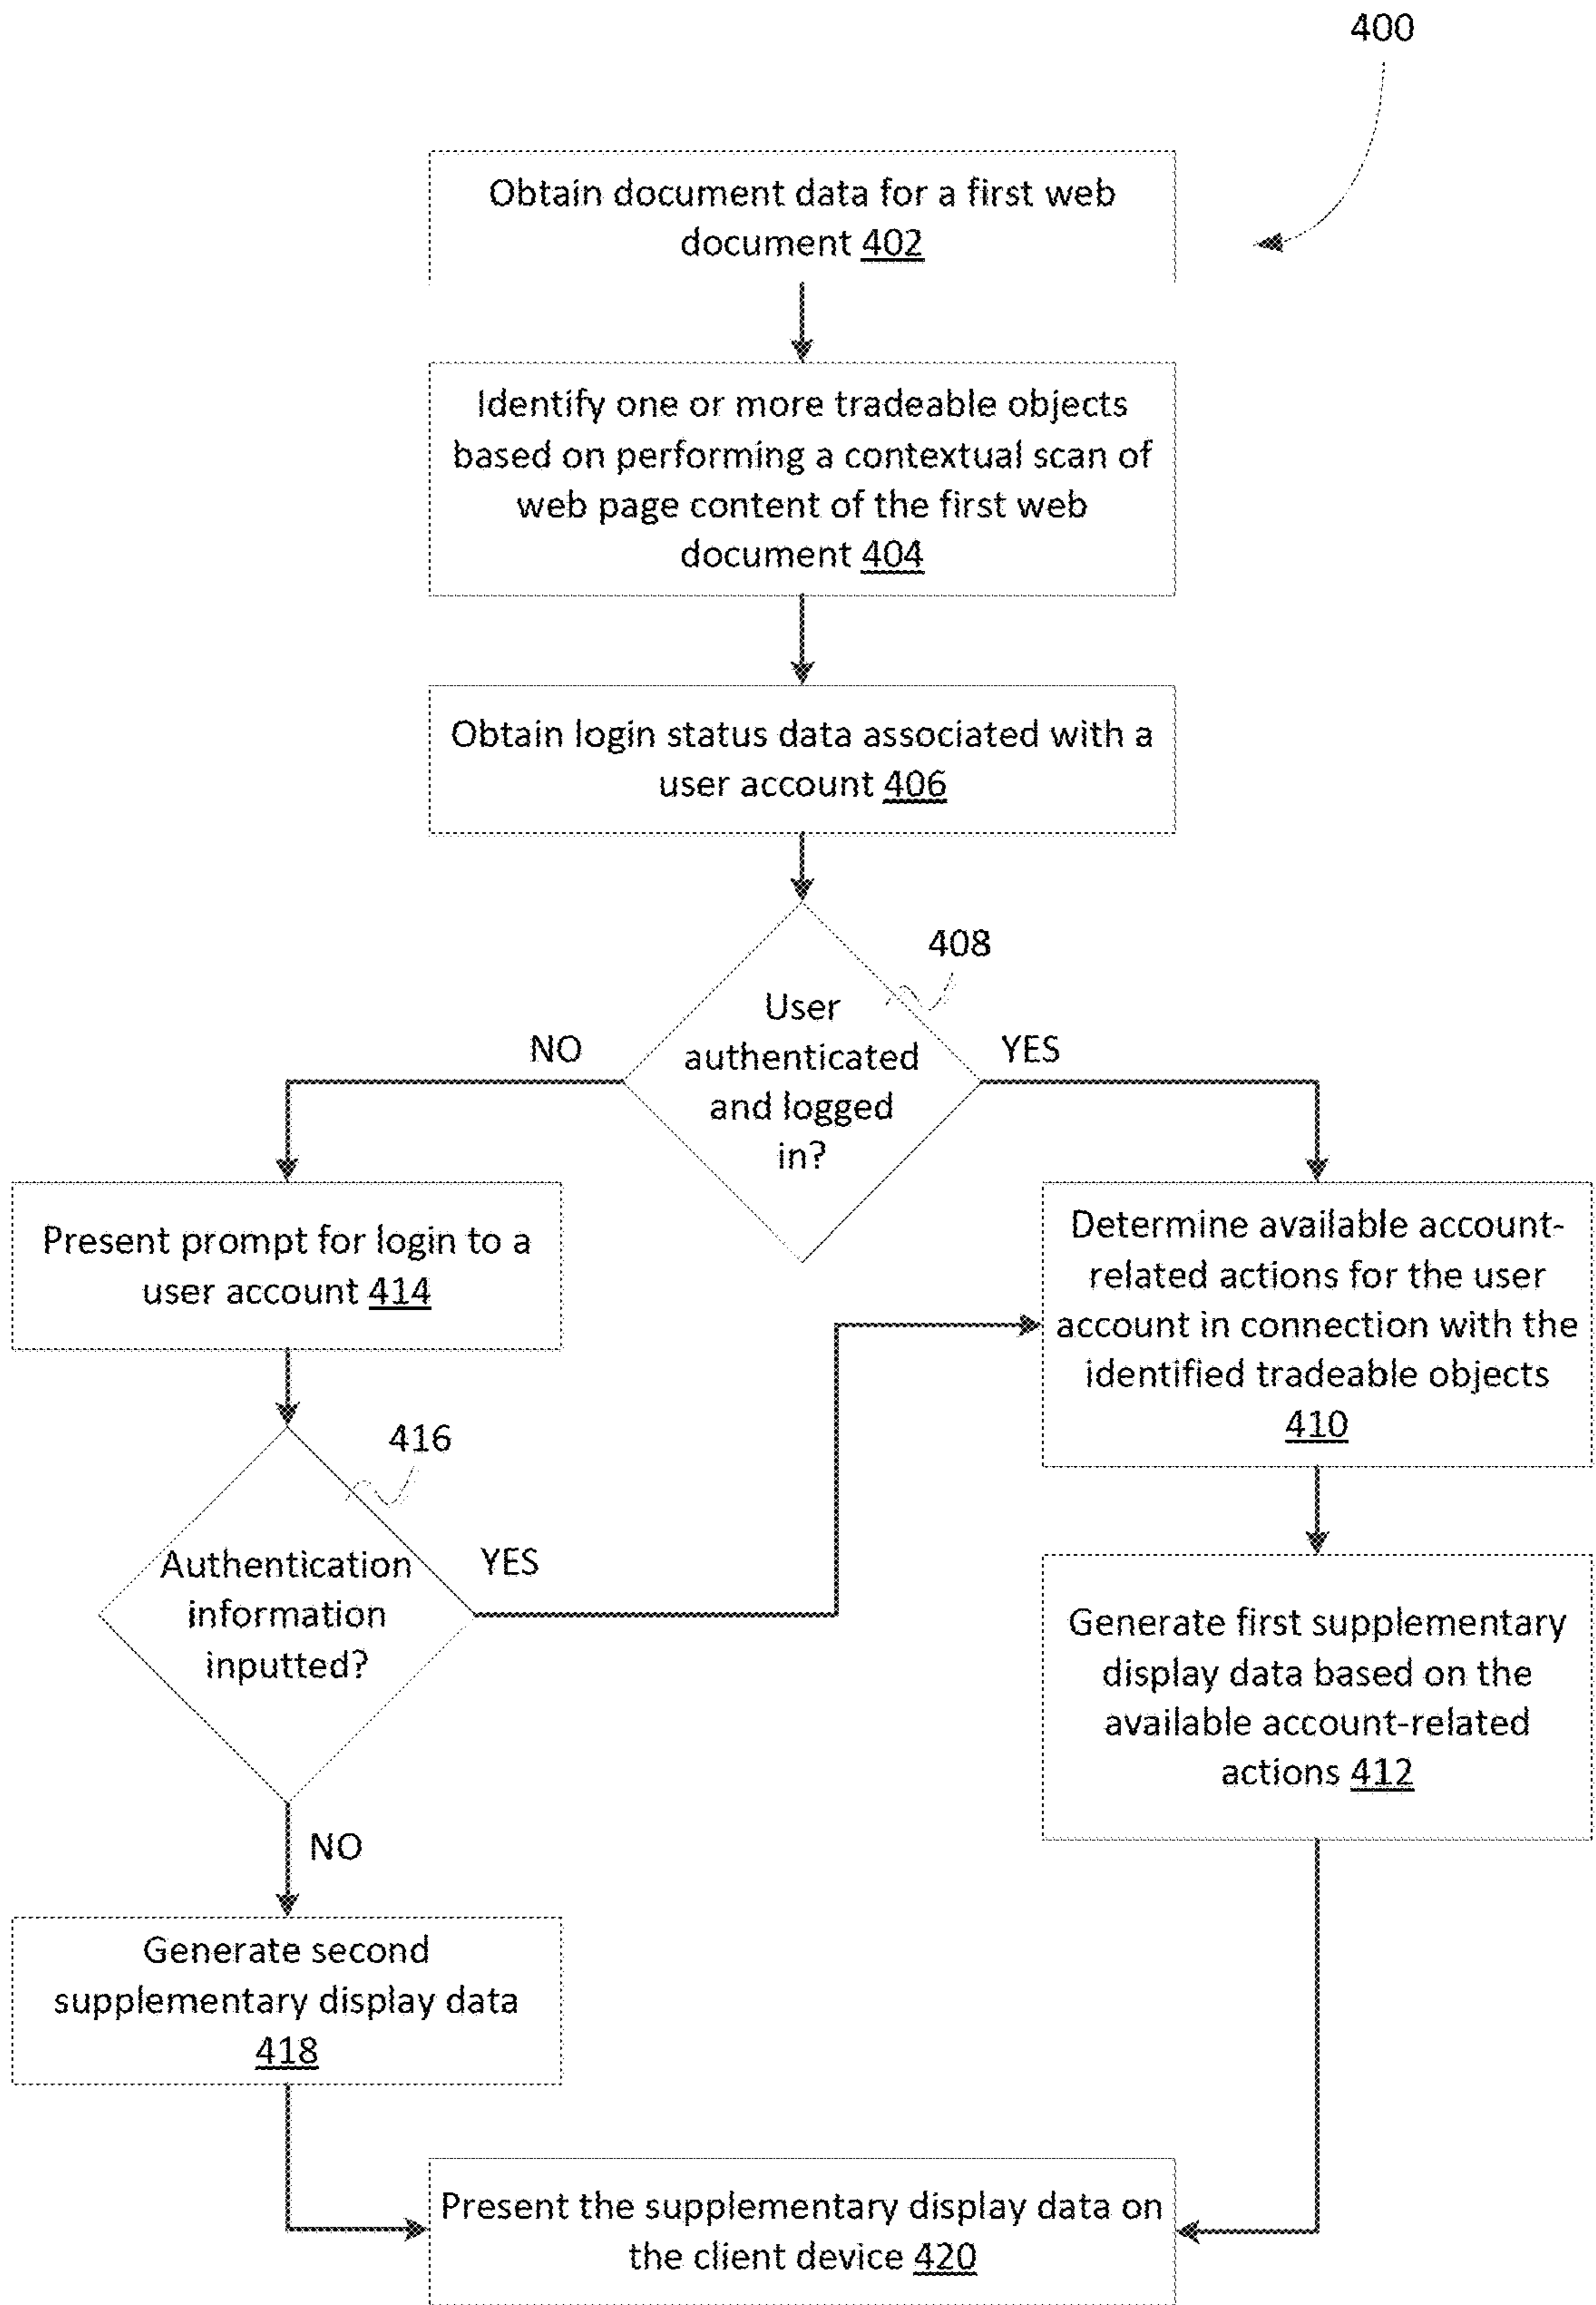 400
Obtain document data for a first web
document 402
Identify one or more tradeable objects
based on performing a contextual scan of
web page content of the first web
document 404
Obtain login status data associated with a
user account 406
408
User
authenticated
and logged
in?
NO
YES
Present prompt for login to a
user account 414
Determine available account-
related actions for the user
account in connection with the
identified tradeable objects
410
416
Authentication
information
inputted?
YES
NO
Generate first supplementary
display data based on the
available account-related
actions 412
Generate second
supplementary display data
418
Present the supplementary display data on
the client device 420